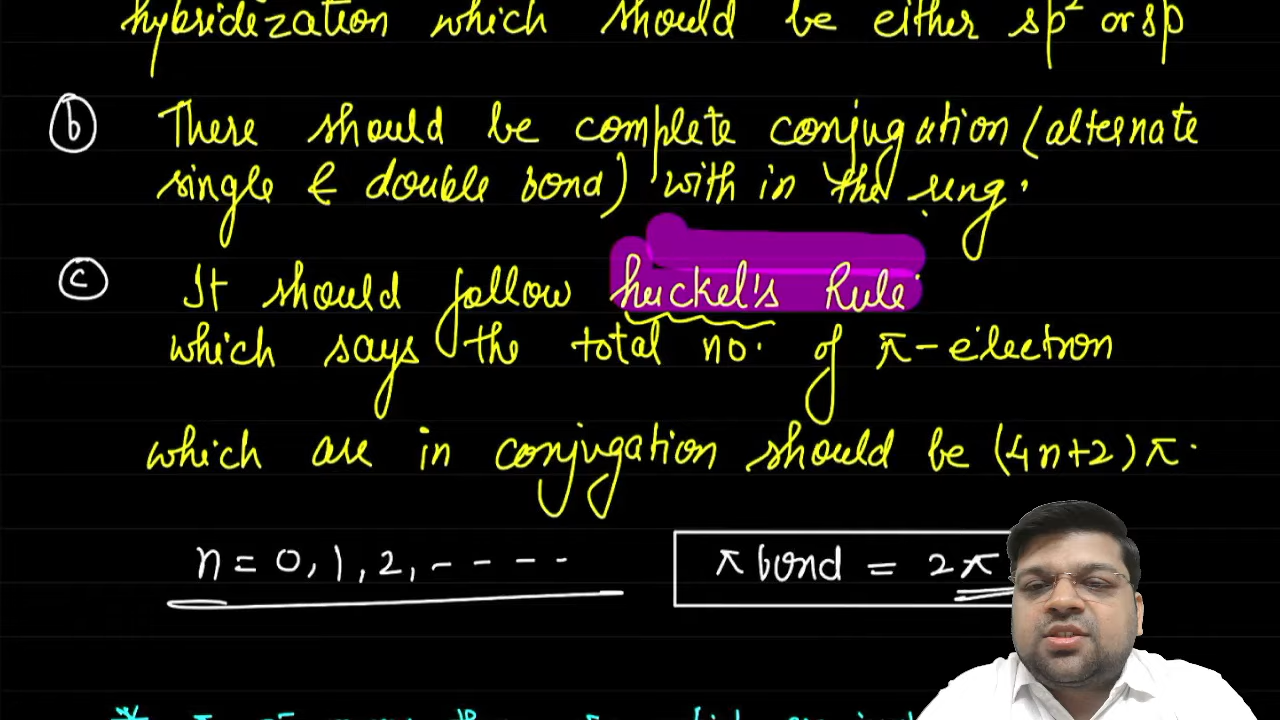 hybridization which should be either sp² or sp
(b) There should be complete conjugation (alternate
single & double bond) with in the ring.
(c) It should follow huckel's Rule
which says the total no. of π-electron
which are in conjugation should be (4n+2)π.
n = 0, 1, 2, - - - -
π bond = 2π